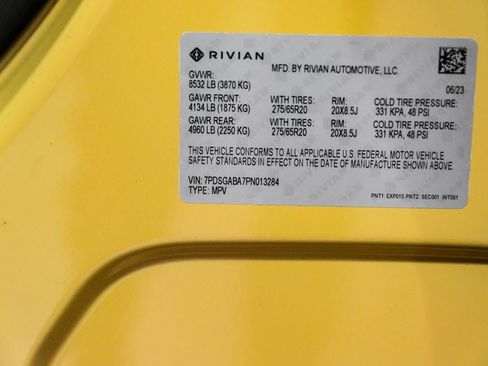 RIVIAN
MFD. BY RIVIAN AUTOMOTIVE, LLC.
GVWR:
8532 LB (3870 KG)
06/23
GAWR FRONT: WITH TIRES: RIM: COLD TIRE PRESSURE:
4134 LB (1875 KG) 275/65R20 20X8.5J 331 KPA, 48 PSI
GAWR REAR: WITH TIRES: RIM: COLD TIRE PRESSURE:
4960 LB (2250 KG) 275/65R20 20X8.5J 331 KPA, 48 PSI
THIS VEHICLE CONFORMS TO ALL APPLICABLE U.S. FEDERAL MOTOR VEHICLE
SAFETY STANDARDS IN EFFECT ON THE DATE OF MANUFACTURE SHOWN ABOVE.
VIN: 7PDSGABA7PN013284
TYPE: MPV
PNT1: EXP010 PNT2: SEC001 INT001